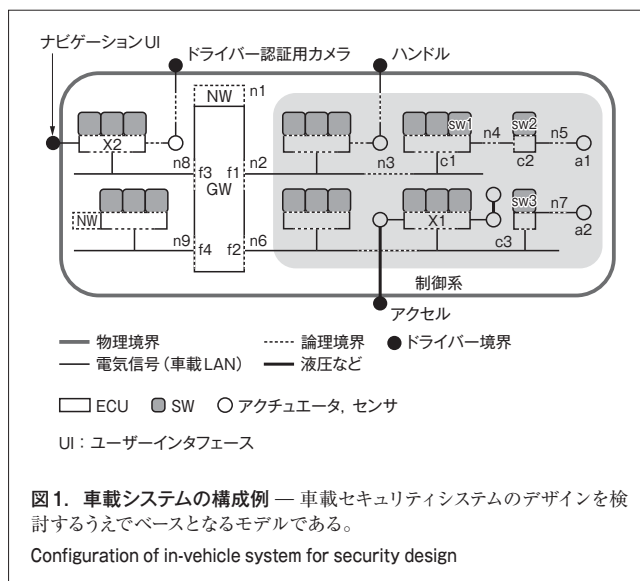 ナビゲーションUI
ドライバー認証用カメラ
ハンドル
NW n1
X2
n8
f3 f1
GW
n2
n3
sw1
c1
n4
sw2
c2
n5
a1
NW
n9
f4 f2
n6
X1
sw3
c3
n7
a2
制御系
アクセル
物理境界 論理境界 ドライバー境界
電気信号(車載LAN) 液圧など
ECU SW アクチュエータ,センサ
UI:ユーザーインタフェース
図1. 車載システムの構成例 — 車載セキュリティシステムのデザインを検
討するうえでベースとなるモデルである。
Configuration of in-vehicle system for security design